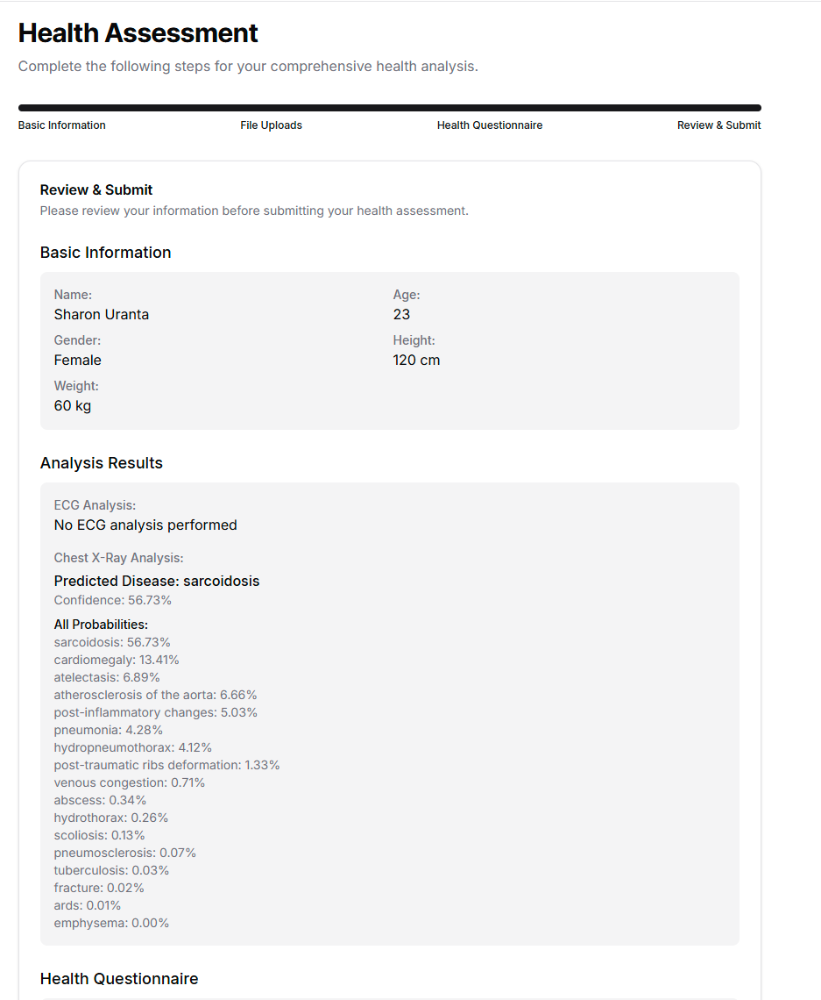 Health Assessment
Complete the following steps for your comprehensive health analysis.
Basic Information
File Uploads
Health Questionnaire
Review & Submit
Review & Submit
Please review your information before submitting your health assessment.
Basic Information
Name:
Sharon Uranta
Age:
23
Gender:
Female
Height:
120 cm
Weight:
60 kg
Analysis Results
ECG Analysis:
No ECG analysis performed
Chest X-Ray Analysis:
Predicted Disease: sarcoidosis
Confidence: 56.73%
All Probabilities:
sarcoidosis: 56.73%
cardiomegaly: 13.41%
atelectasis: 6.89%
atherosclerosis of the aorta: 6.66%
post-inflammatory changes: 5.03%
pneumonia: 4.28%
hydropneumothorax: 4.12%
post-traumatic ribs deformation: 1.33%
venous congestion: 0.71%
abscess: 0.34%
hydrothorax: 0.26%
scoliosis: 0.13%
pneumosclerosis: 0.07%
tuberculosis: 0.03%
fracture: 0.02%
ards: 0.01%
emphysema: 0.00%
Health Questionnaire